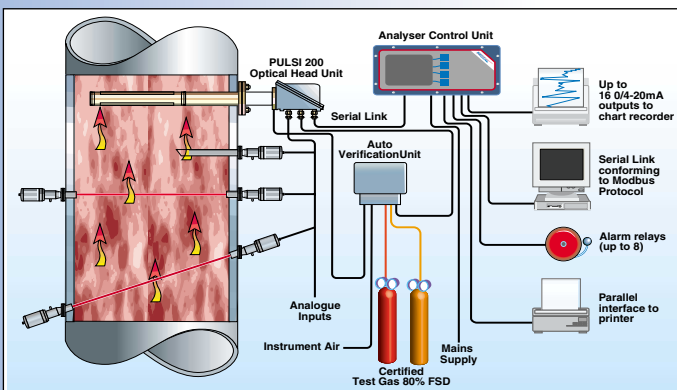 Analyser Control Unit
PULSI 200
Optical Head Unit
Serial Link
Up to
16 0/4-20mA
outputs to
chart recorder
Auto
VerificationUnit
Serial Link
conforming
to Modbus
Protocol
Alarm relays
(up to 8)
Analogue
Inputs
Parallel
interface to
printer
Instrument Air
Mains
Supply
Certified
Test Gas 80% FSD